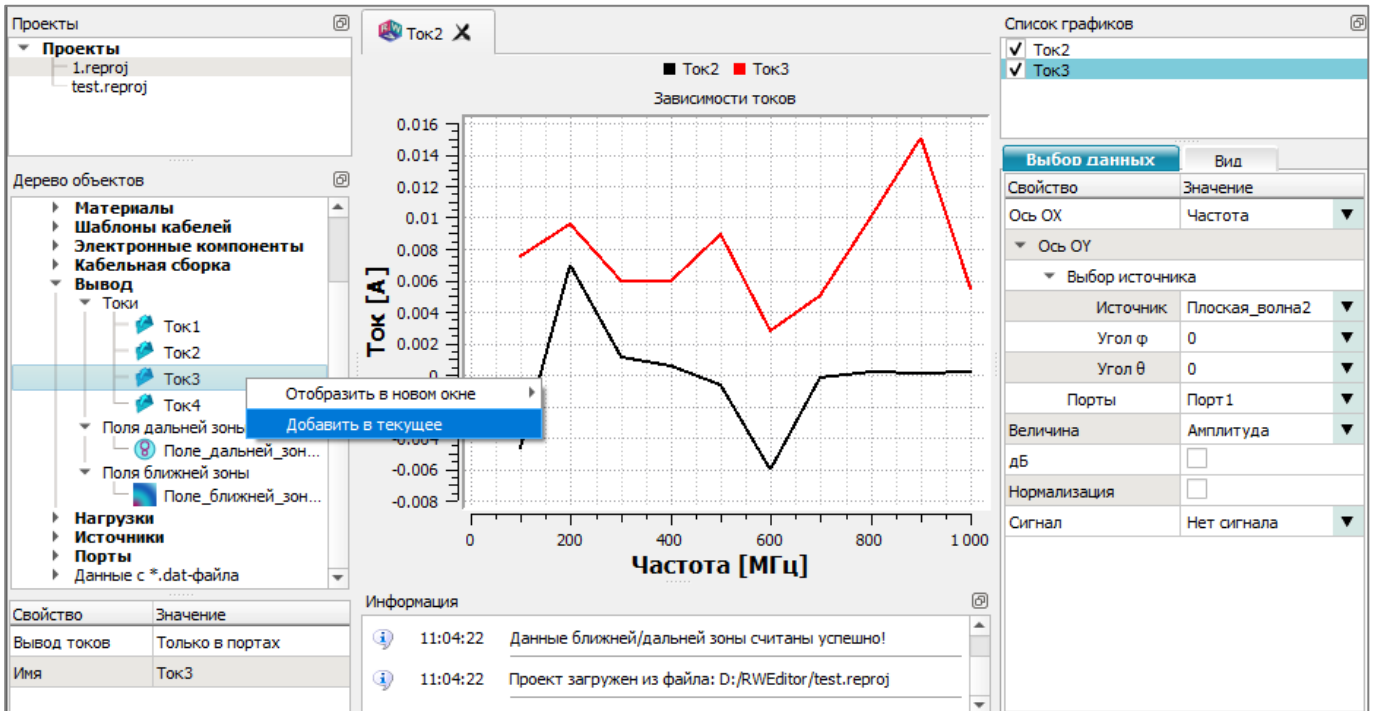 Проекты
Проекты
1.reproj
test.reproj
Дерево объектов
Материалы
Шаблоны кабелей
Электронные компоненты
Кабельная сборка
Вывод
Токи
Ток1
Ток2
Ток3
Ток4
Поля дальней зоны
Поле_дальней_зон...
Поля ближней зоны
Поле_ближней_зон...
Нагрузки
Источники
Порты
Данные с *.dat-файла
Свойство Значение
Вывод токов Только в портах
Имя Ток3
Отобразить в новом окне
Добавить в текущее
Ток2
Ток2 Ток3
Зависимости токов
0.016
0.014
0.012
0.01
0.008
0.006
0.004
0.002
0
-0.004
-0.006
-0.008
Ток [А]
0 200 400 600 800 1 000
Частота [МГц]
Информация
11:04:22 Данные ближней/дальней зоны считаны успешно!
11:04:22 Проект загружен из файла: D:/RWEditor/test.reproj
Список графиков
Ток2
Ток3
Выбор данных Вид
Свойство Значение
Ось OX Частота
Ось OY
Выбор источника
Источник Плоская_волна2
Угол φ 0
Угол θ 0
Порты Порт1
Величина Амплитуда
дБ
Нормализация
Сигнал Нет сигнала